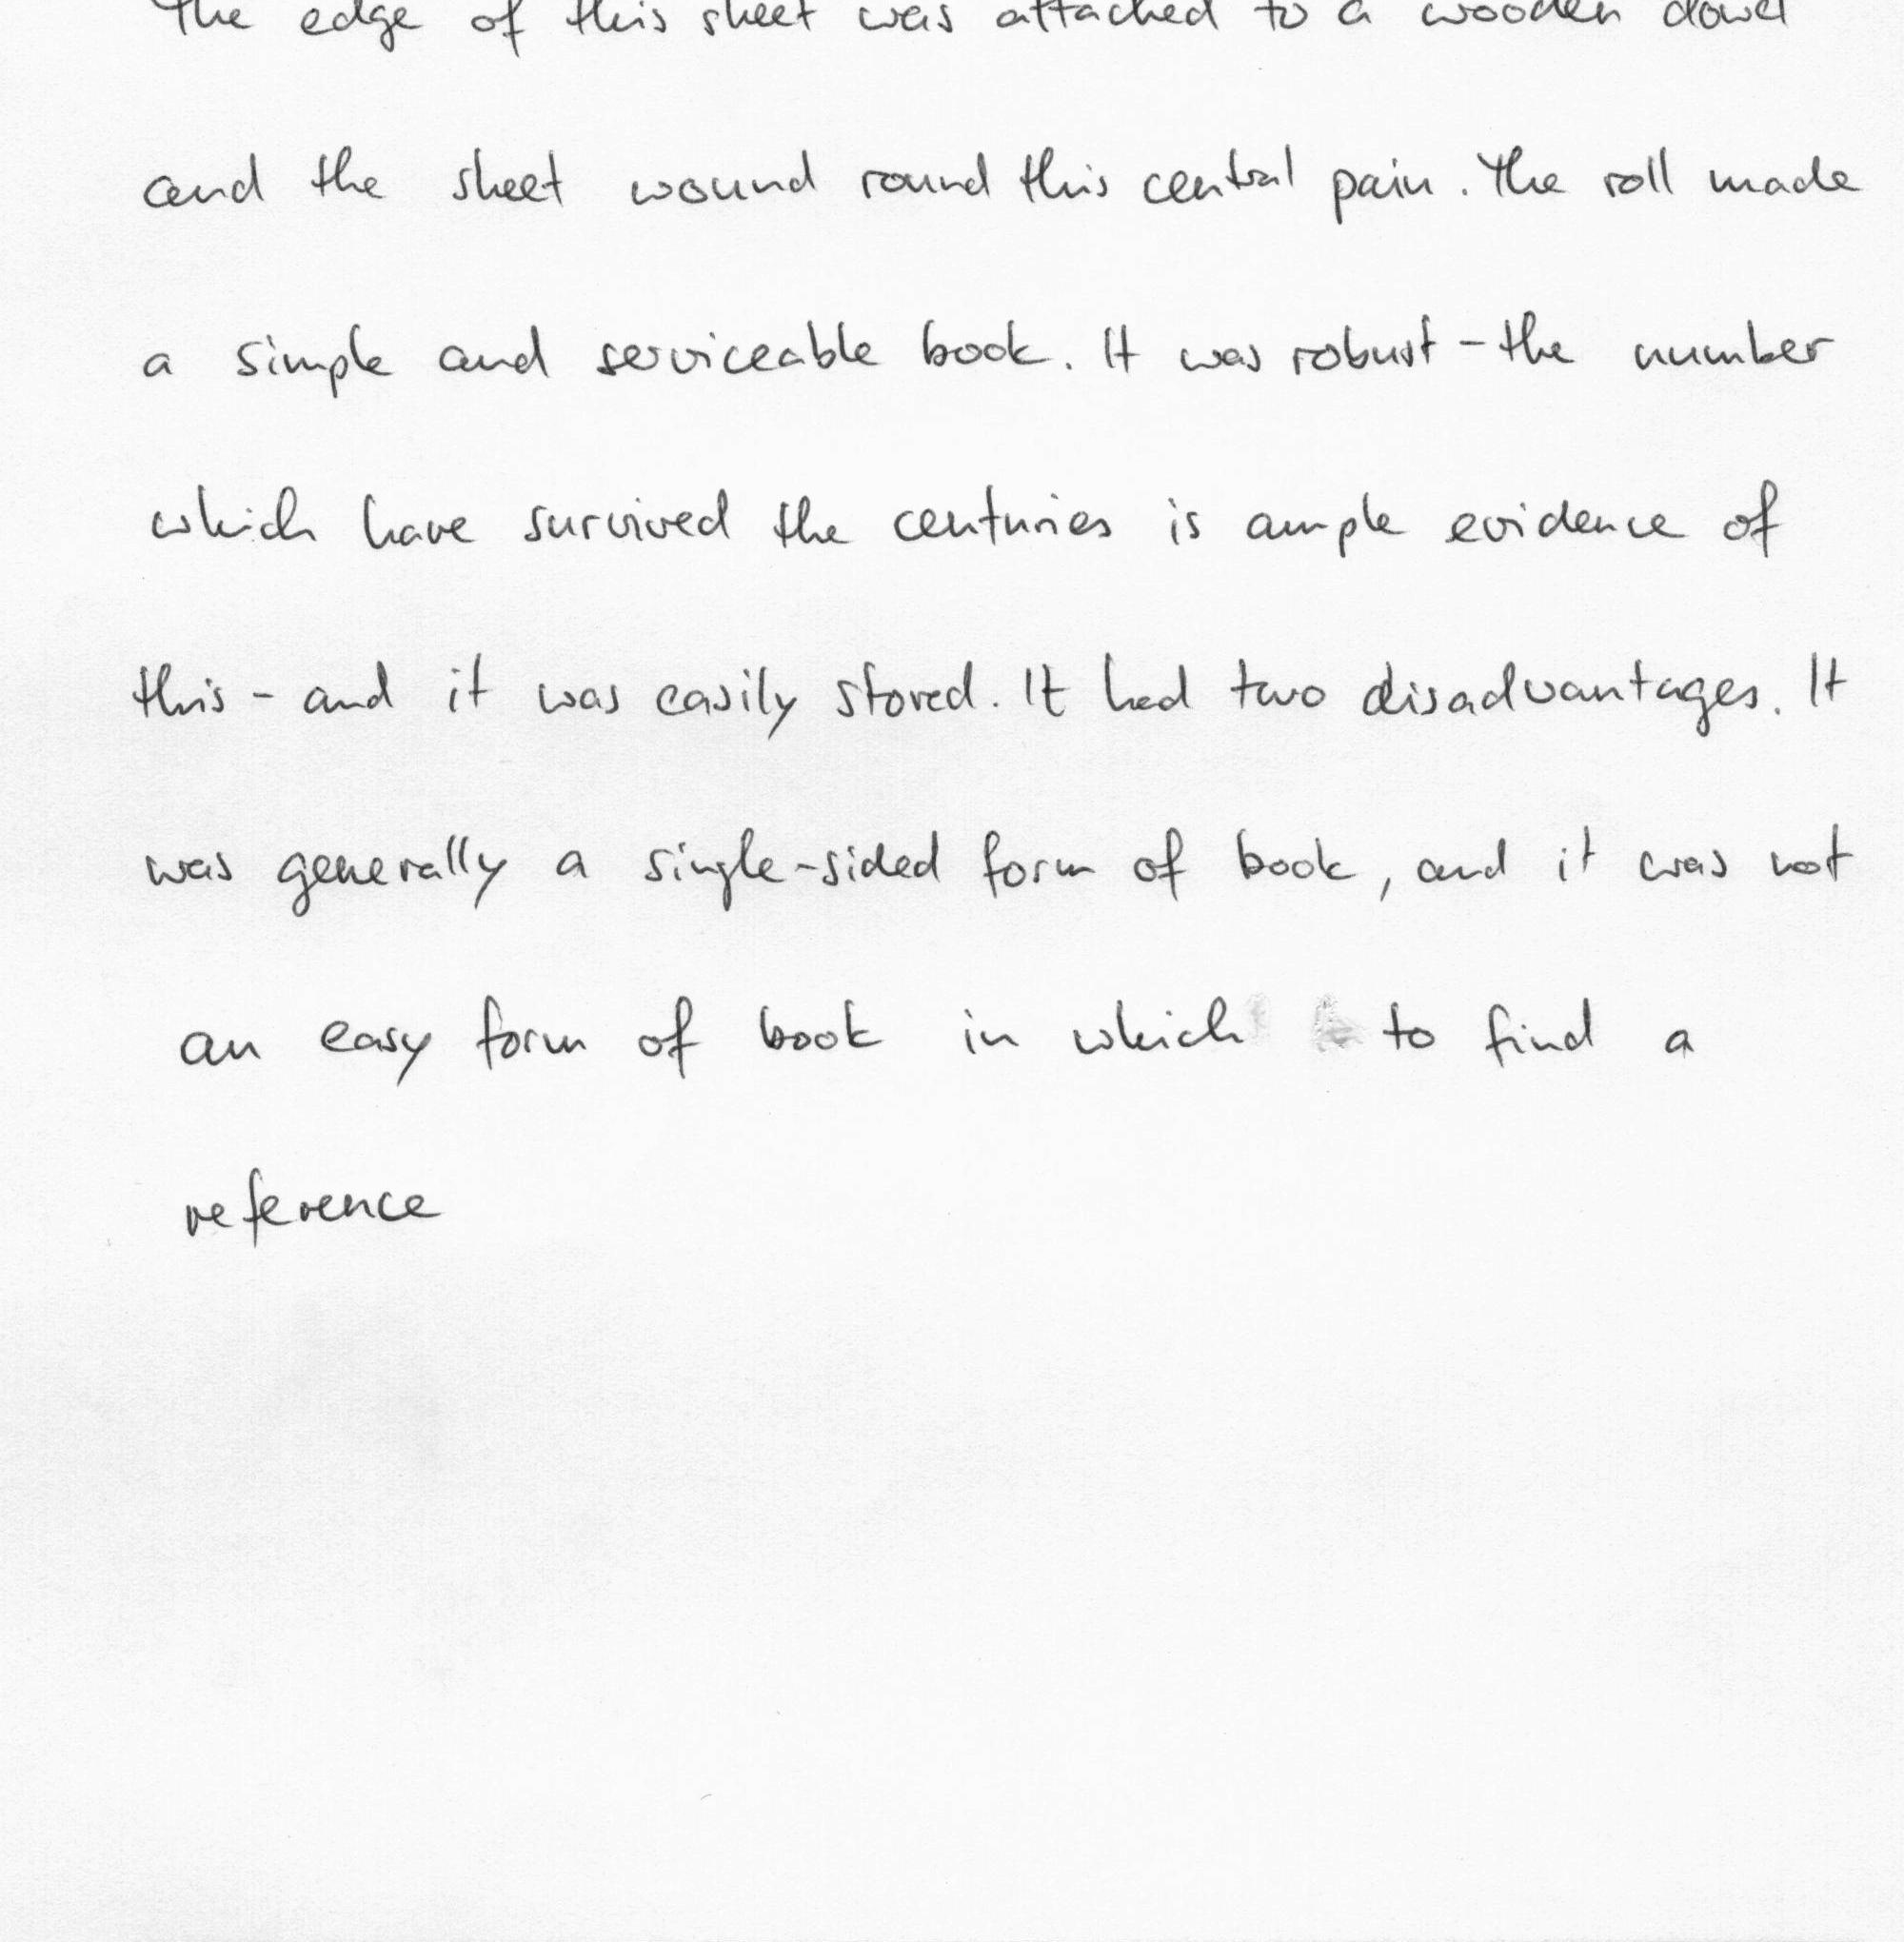 The edge of this sheet was attached to a wooden dowel
and the sheet wound round this central pain. The roll made
a simple and serviceable book. It was robust - the number
which have survived the centuries is ample evidence of
this - and it was easily stored. It had two disadvantages. It
was generally a single-sided form of book, and it was not
an easy form of book in which to find a
reference